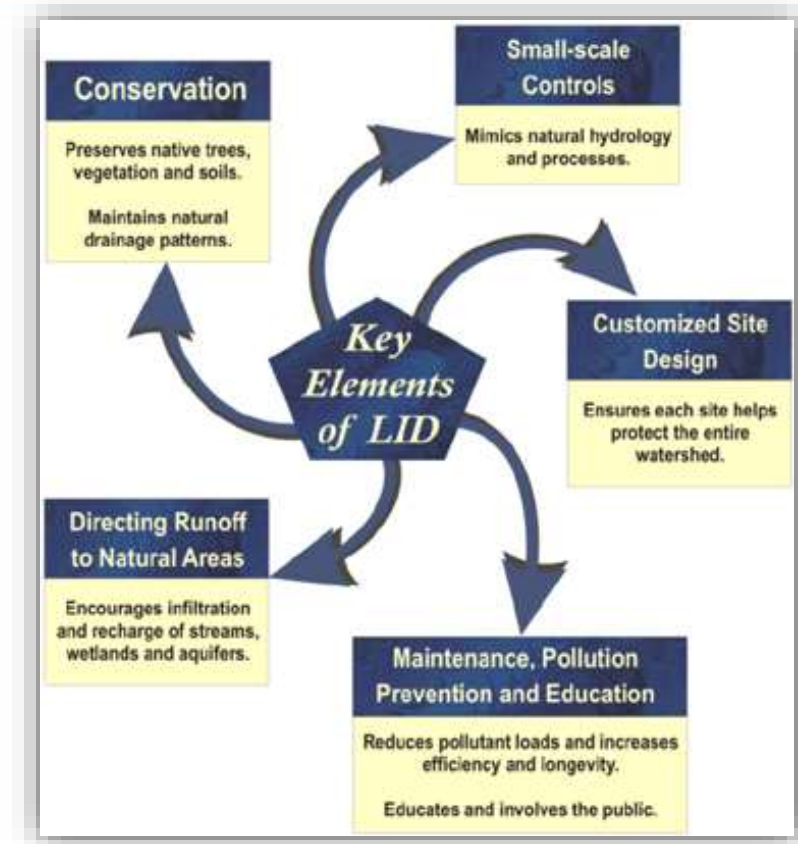 Conservation
Preserves native trees,
vegetation and soils.
Maintains natural
drainage patterns.
Small-scale
Controls
Mimics natural hydrology
and processes.
Key
Elements
of LID
Customized Site
Design
Ensures each site helps
protect the entire
watershed.
Directing Runoff
to Natural Areas
Encourages infiltration
and recharge of streams,
wetlands and aquifers.
Maintenance, Pollution
Prevention and Education
Reduces pollutant loads and increases
efficiency and longevity.
Educates and involves the public.